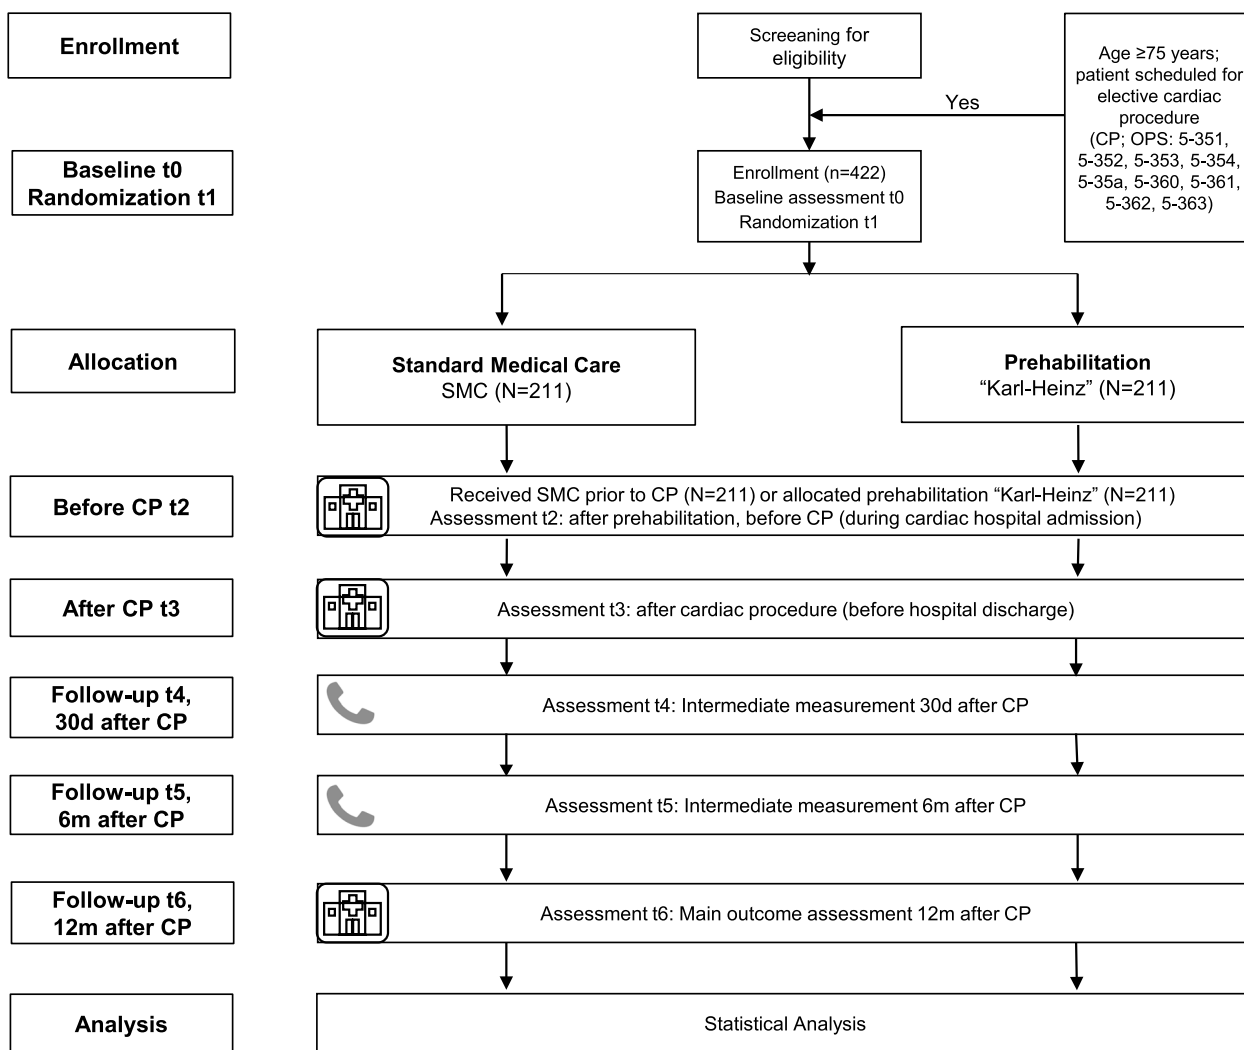 Enrollment
Screeaning for
eligibility
Age ≥75 years;
patient scheduled for
elective cardiac
procedure
(CP; OPS: 5-351,
5-352, 5-353, 5-354,
5-35a, 5-360, 5-361,
5-362, 5-363)
Yes
Baseline t0
Randomization t1
Enrollment (n=422)
Baseline assessment t0
Randomization t1
Allocation
Standard Medical Care
SMC (N=211)
Prehabilitation
“Karl-Heinz” (N=211)
Before CP t2
Received SMC prior to CP (N=211) or allocated prehabilitation “Karl-Heinz” (N=211)
Assessment t2: after prehabilitation, before CP (during cardiac hospital admission)
After CP t3
Assessment t3: after cardiac procedure (before hospital discharge)
Follow-up t4,
30d after CP
Assessment t4: Intermediate measurement 30d after CP
Follow-up t5,
6m after CP
Assessment t5: Intermediate measurement 6m after CP
Follow-up t6,
12m after CP
Assessment t6: Main outcome assessment 12m after CP
Analysis
Statistical Analysis